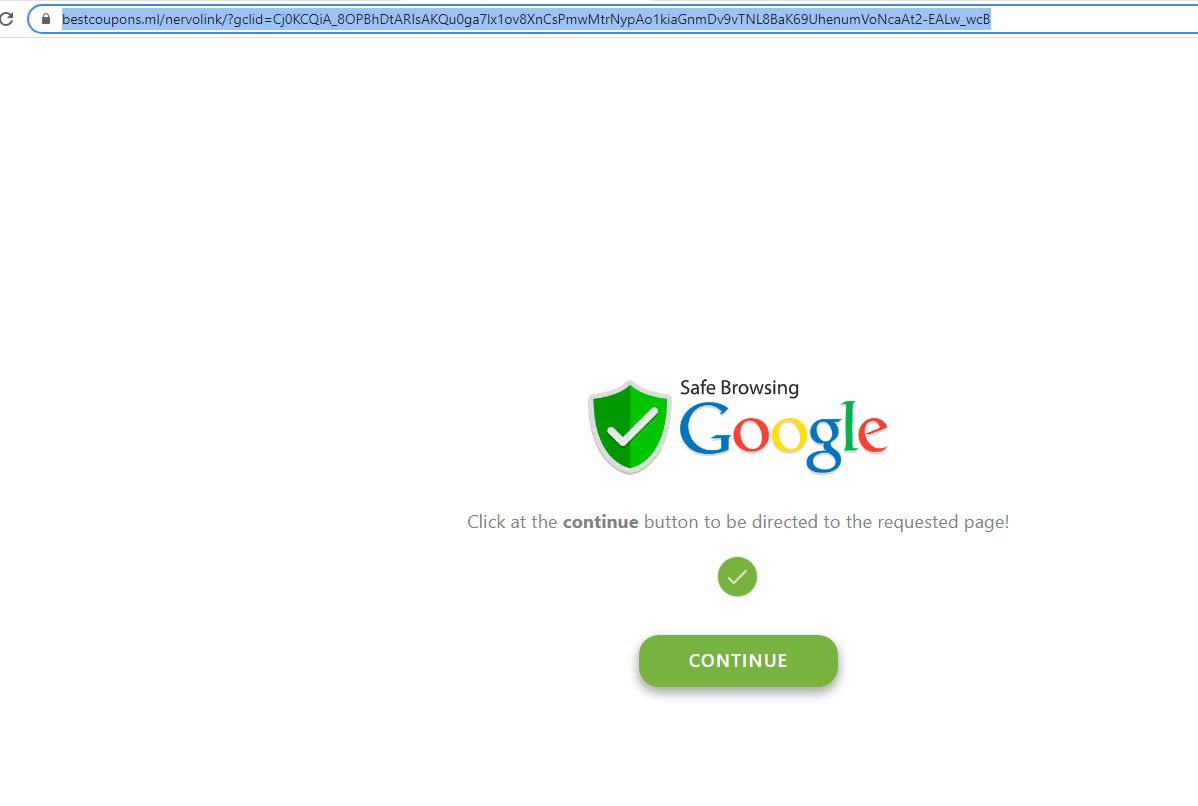 bestcoupons.ml/nervolink/?gclid=Cj0KCQiA_8OPBhDtARIsAKQu0ga7Ix1ov8XnCsPmwMtrNypAo1kiaGnmDv9vTNL8BaK69UhenumVoNcaAt2-EALw_wcB
Safe Browsing
Google
Click at the continue button to be directed to the requested page!
CONTINUE